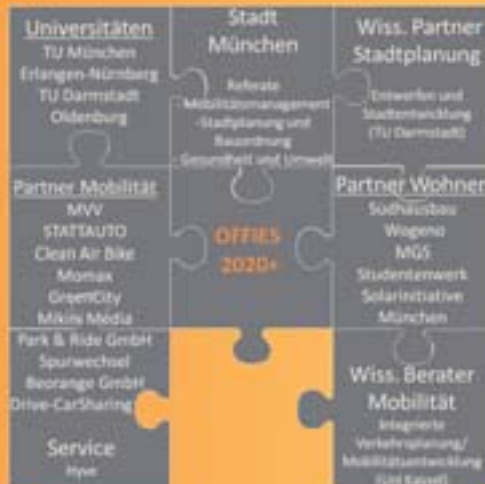 Universitäten
TU München
Erlangen-Nürnberg
TU Darmstadt
Oldenburg
Stadt
München
Referate
-Mobilitätsmanagement
-Stadtplanung und
Bauordnung
- Gesundheit und Umwelt
Wiss. Partner
Stadtplanung
Entwerfen und
Stadtentwicklung
(TU Darmstadt)
Partner Mobilität
MVV
STATTAUTO
Clean Air Bike
Momax
GreenCity
Mikini Media
Park & Ride GmbH
Spurwechsel
Beorange GmbH
Drive-CarSharing
Service
Hyve
OFFIES
2020+
Partner Wohnen
Südhausbau
Wogeno
MGS
Studentenwerk
Solarinitiative
München
Wiss. Berater
Mobilität
Integrierte
Verkehrsplanung/
Mobilitätsentwicklung
(Uni Kassel)